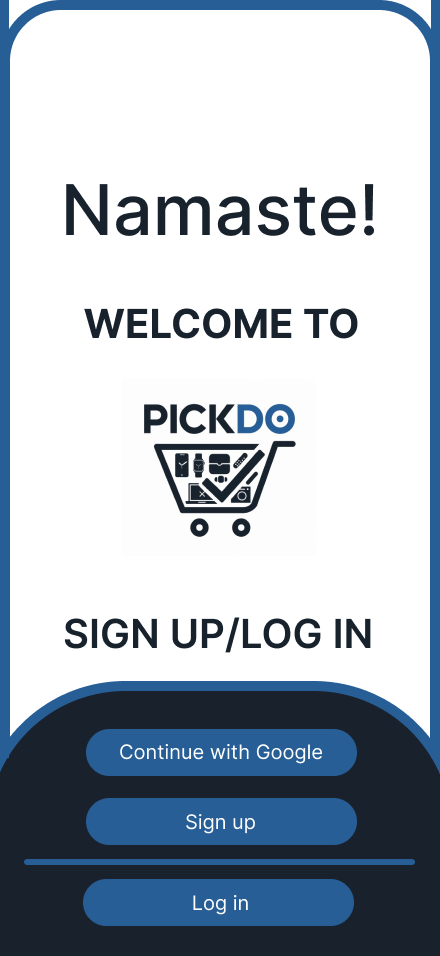 Namaste!
WELCOME TO
PICKDO
SIGN UP/LOG IN
Continue with Google
Sign up
Log in